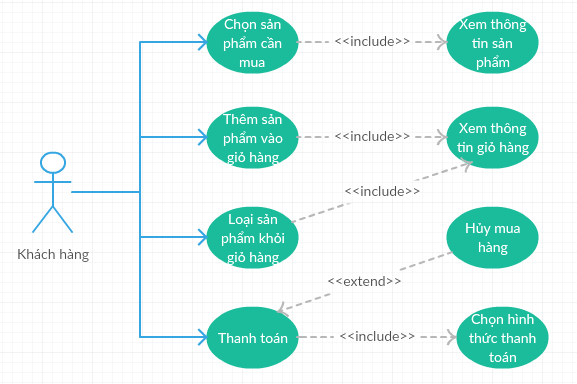 Chọn sản
phẩm cần
mua
<<include>>
Xem thông
tin sản
phẩm
Thêm sản
phẩm vào
giỏ hàng
<<include>>
Xem thông
tin giỏ hàng
<<include>>
Khách hàng
Loại sản
phẩm khỏi
giỏ hàng
Hủy mua
hàng
<<extend>>
Thanh toán
<<include>>
Chọn hình
thức thanh
toán